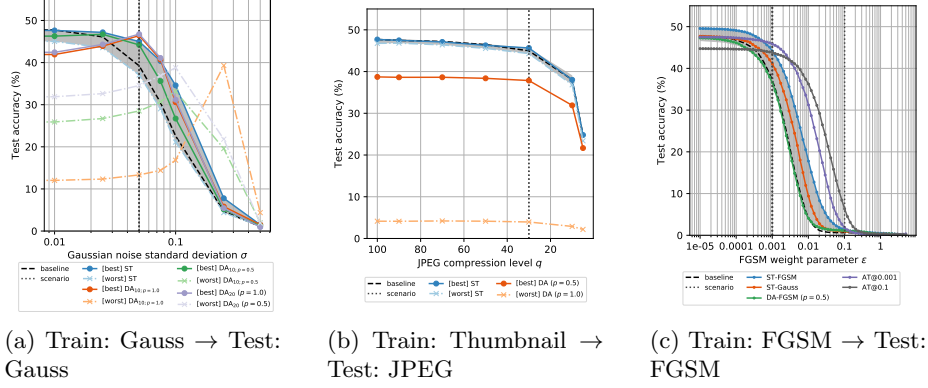 50
40
30
20
10
0
Test accuracy (%)
0.01
0.1
Gaussian noise standard deviation σ
baseline
scenario
[best] ST
[worst] ST
[best] DA10; p = 1.0
[worst] DA10; p = 1.0
[best] DA10; p = 0.5
[worst] DA10; p = 0.5
[best] DA20 (p = 1.0)
[worst] DA20 (p = 0.5)
50
40
30
20
10
0
Test accuracy (%)
100
80
60
40
20
JPEG compression level q
baseline
scenario
[best] ST
[worst] ST
[best] DA (p = 0.5)
[worst] DA (p = 1.0)
50
40
30
20
10
0
Test accuracy (%)
1e-05
0.0001
0.001
0.01
0.1
1
FGSM weight parameter ε
baseline
scenario
ST-FGSM
ST-Gauss
DA-FGSM (p = 0.5)
AT@0.001
AT@0.1
(a) Train: Gauss → Test:
Gauss
(b) Train: Thumbnail →
Test: JPEG
(c) Train: FGSM → Test:
FGSM